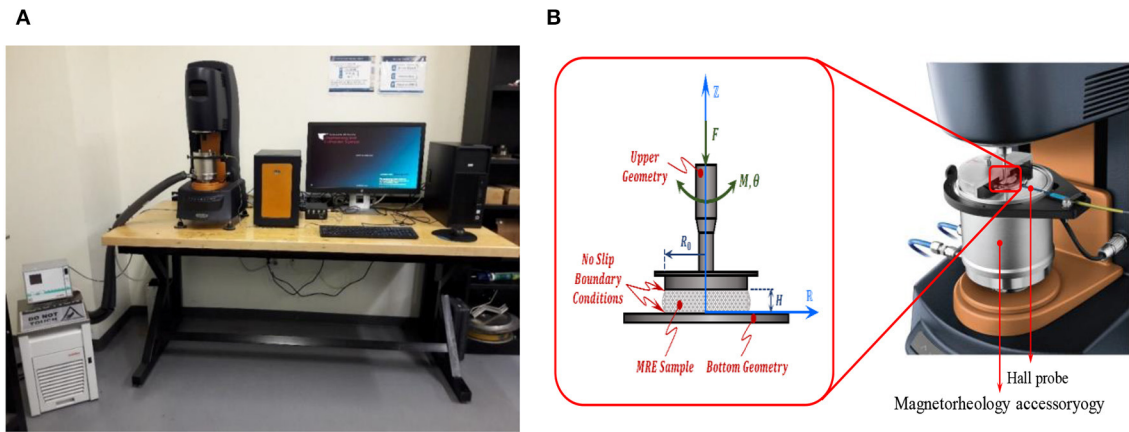 A
B
DO NOT
TOUCH
Z
F
Upper
Geometry
M,θ
R₀
No Slip
Boundary
Conditions
H
R
MRE Sample
Bottom Geometry
Hall probe
Magnetorheology accessoryogy